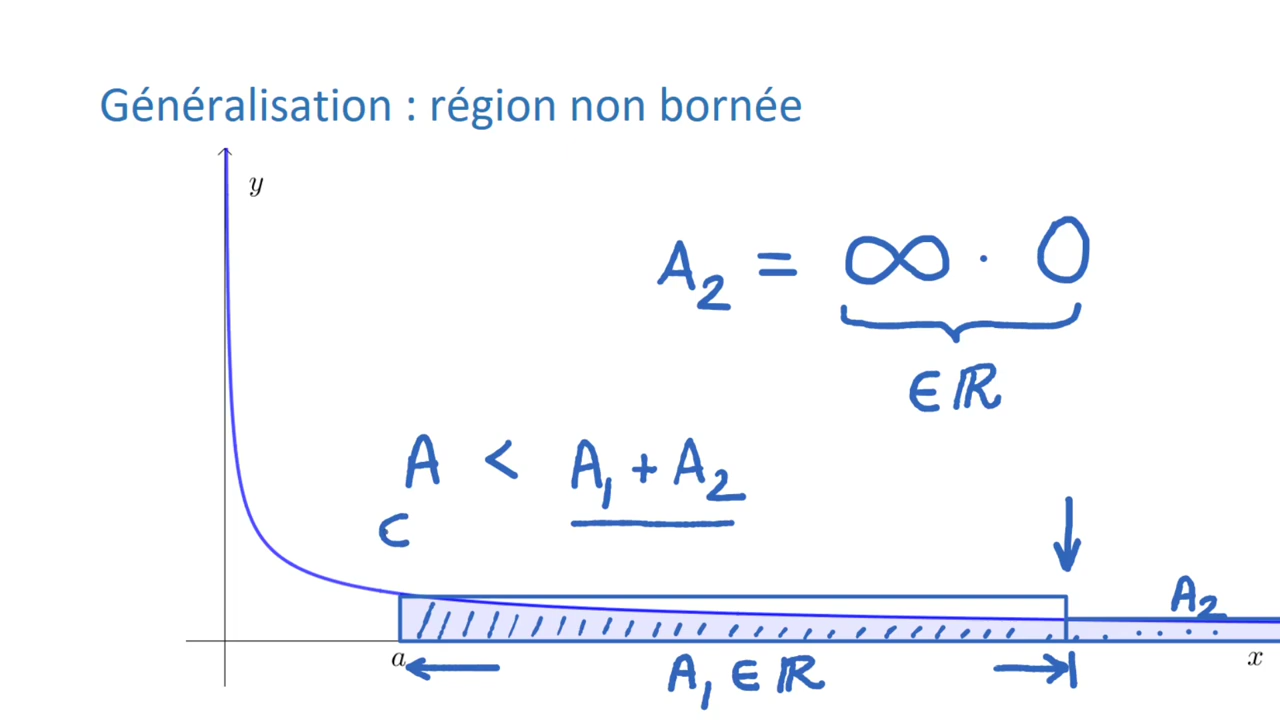 Généralisation : région non bornée
y
A₂ = ∞ · 0
∈ ℝ
A < A₁ + A₂
∈
A₂
a
A₁ ∈ ℝ
x